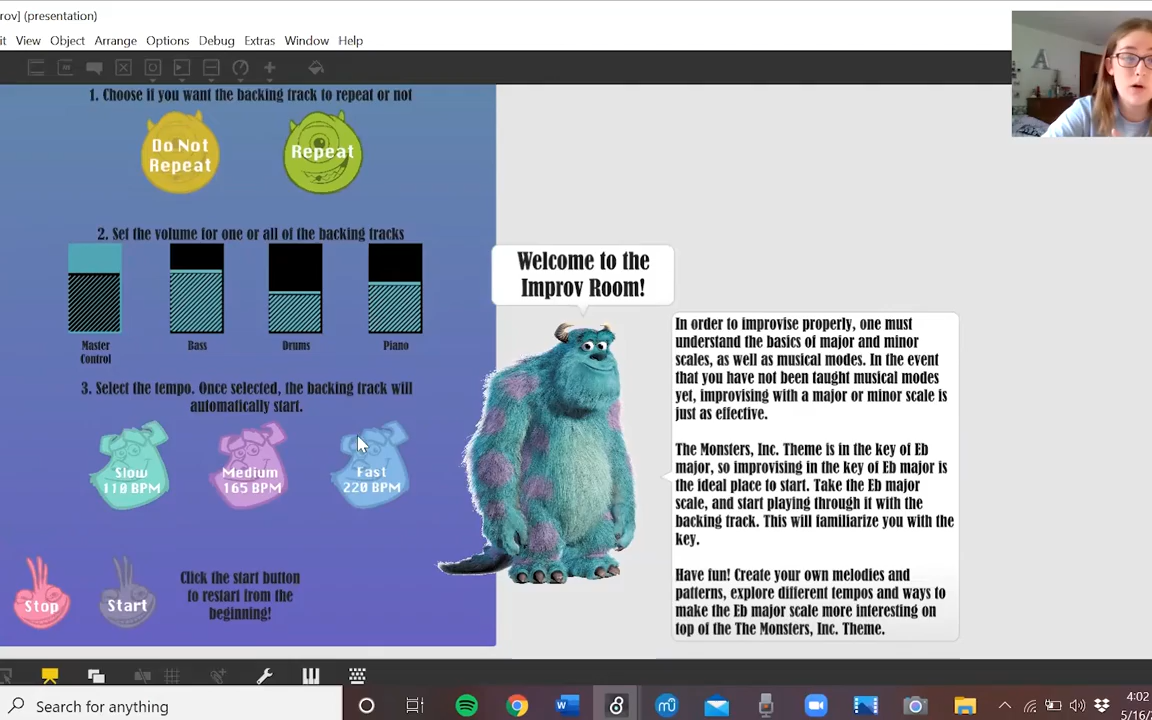 rov] (presentation)
it View Object Arrange Options Debug Extras Window Help
1. Choose if you want the backing track to repeat or not
Do Not
Repeat
Repeat
2. Set the volume for one or all of the backing tracks
Master
Control
Bass
Drums
Piano
3. Select the tempo. Once selected, the backing track will
automatically start.
Slow
110 BPM
Medium
165 BPM
Fast
220 BPM
Stop
Start
Click the start button
to restart from the
beginning!
Welcome to the
Improv Room!
In order to improvise properly, one must
understand the basics of major and minor
scales, as well as musical modes. In the event
that you have not been taught musical modes
yet, improvising with a major or minor scale is
just as effective.
The Monsters, Inc. Theme is in the key of Eb
major, so improvising in the key of Eb major is
the ideal place to start. Take the Eb major
scale, and start playing through it with the
backing track. This will familiarize you with the
key.
Have fun! Create your own melodies and
patterns, explore different tempos and ways to
make the Eb major scale more interesting on
top of the The Monsters, Inc. Theme.
Search for anything
4:02
5/16/